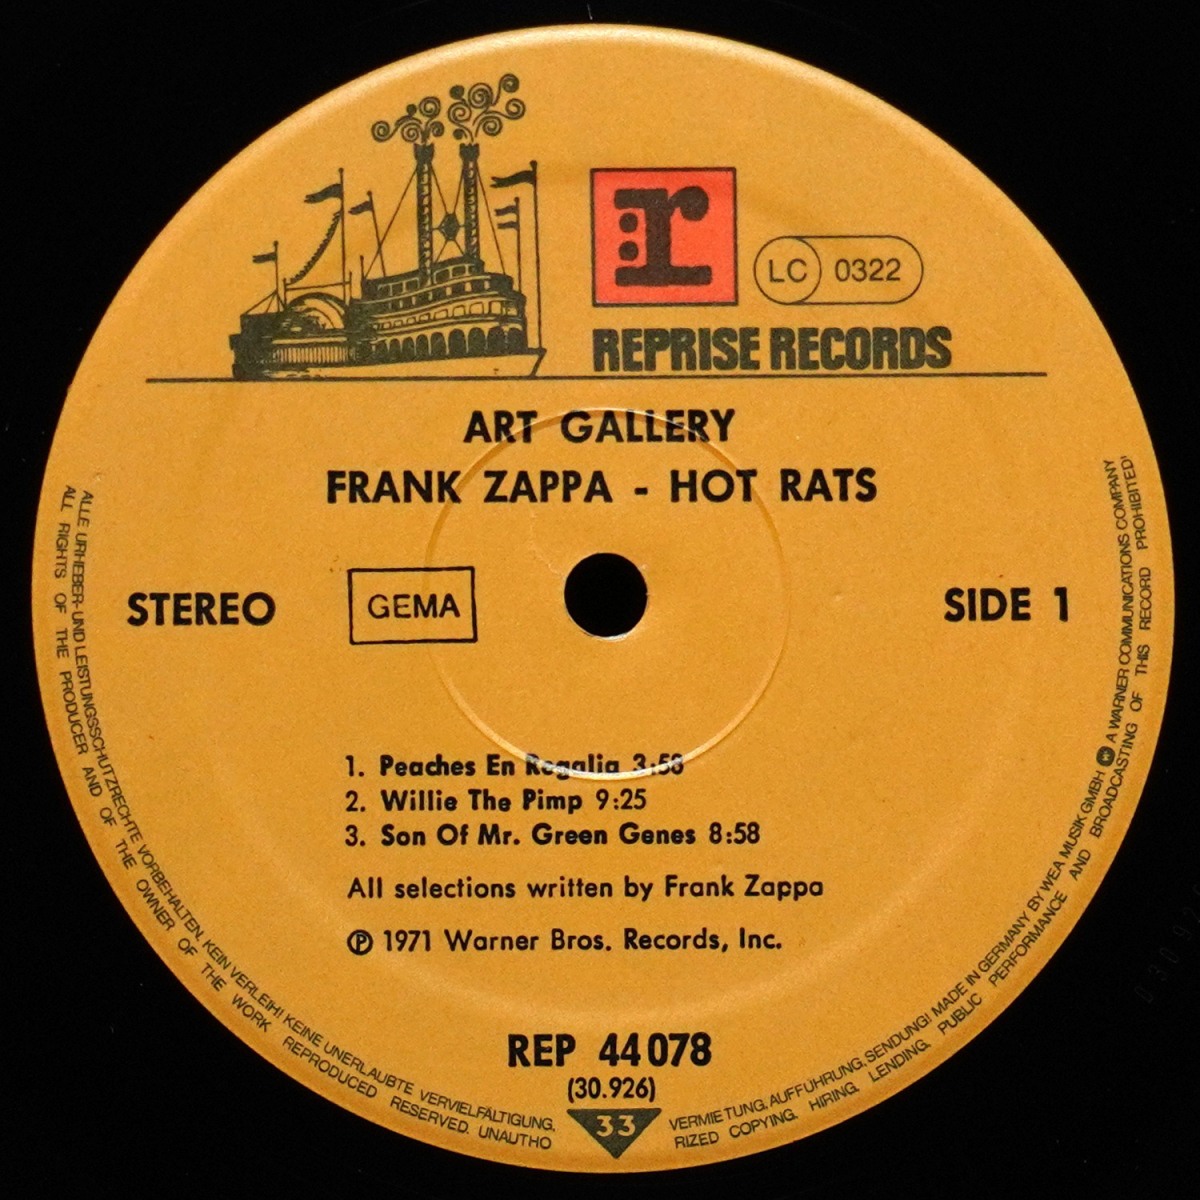 r
LC 0322
REPRISE RECORDS
ART GALLERY
FRANK ZAPPA - HOT RATS
STEREO
GEMA
SIDE 1
1. Peaches En Regalia 3:58
2. Willie The Pimp 9:25
3. Son Of Mr. Green Genes 8:58
All selections written by Frank Zappa
℗ 1971 Warner Bros. Records, Inc.
REP 44 078
(30.926)
33
ALLE URHEBER- UND LEISTUNGSSCHUTZRECHTE VORBEHALTEN. KEIN VERLEIH! KEINE UNERLAUBTE VERVIELFÄLTIGUNG, VERMIETUNG, AUFFÜHRUNG, SENDUNG! MADE IN GERMANY BY WEA MUSIK GMBH A WARNER COMMUNICATIONS COMPANY
ALL RIGHTS OF THE PRODUCER AND OF THE OWNER OF THE WORK REPRODUCED RESERVED. UNAUTHORIZED COPYING, HIRING, LENDING, PUBLIC PERFORMANCE AND BROADCASTING OF THIS RECORD PROHIBITED!